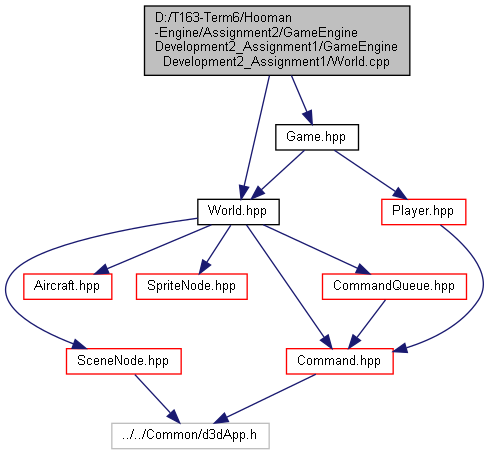 D:/T163-Term6/Hooman
-Engine/Assignment2/GameEngine
Development2_Assignment1/GameEngine
Development2_Assignment1/World.cpp
Game.hpp
World.hpp
Player.hpp
Aircraft.hpp
SpriteNode.hpp
CommandQueue.hpp
SceneNode.hpp
Command.hpp
../../Common/d3dApp.h